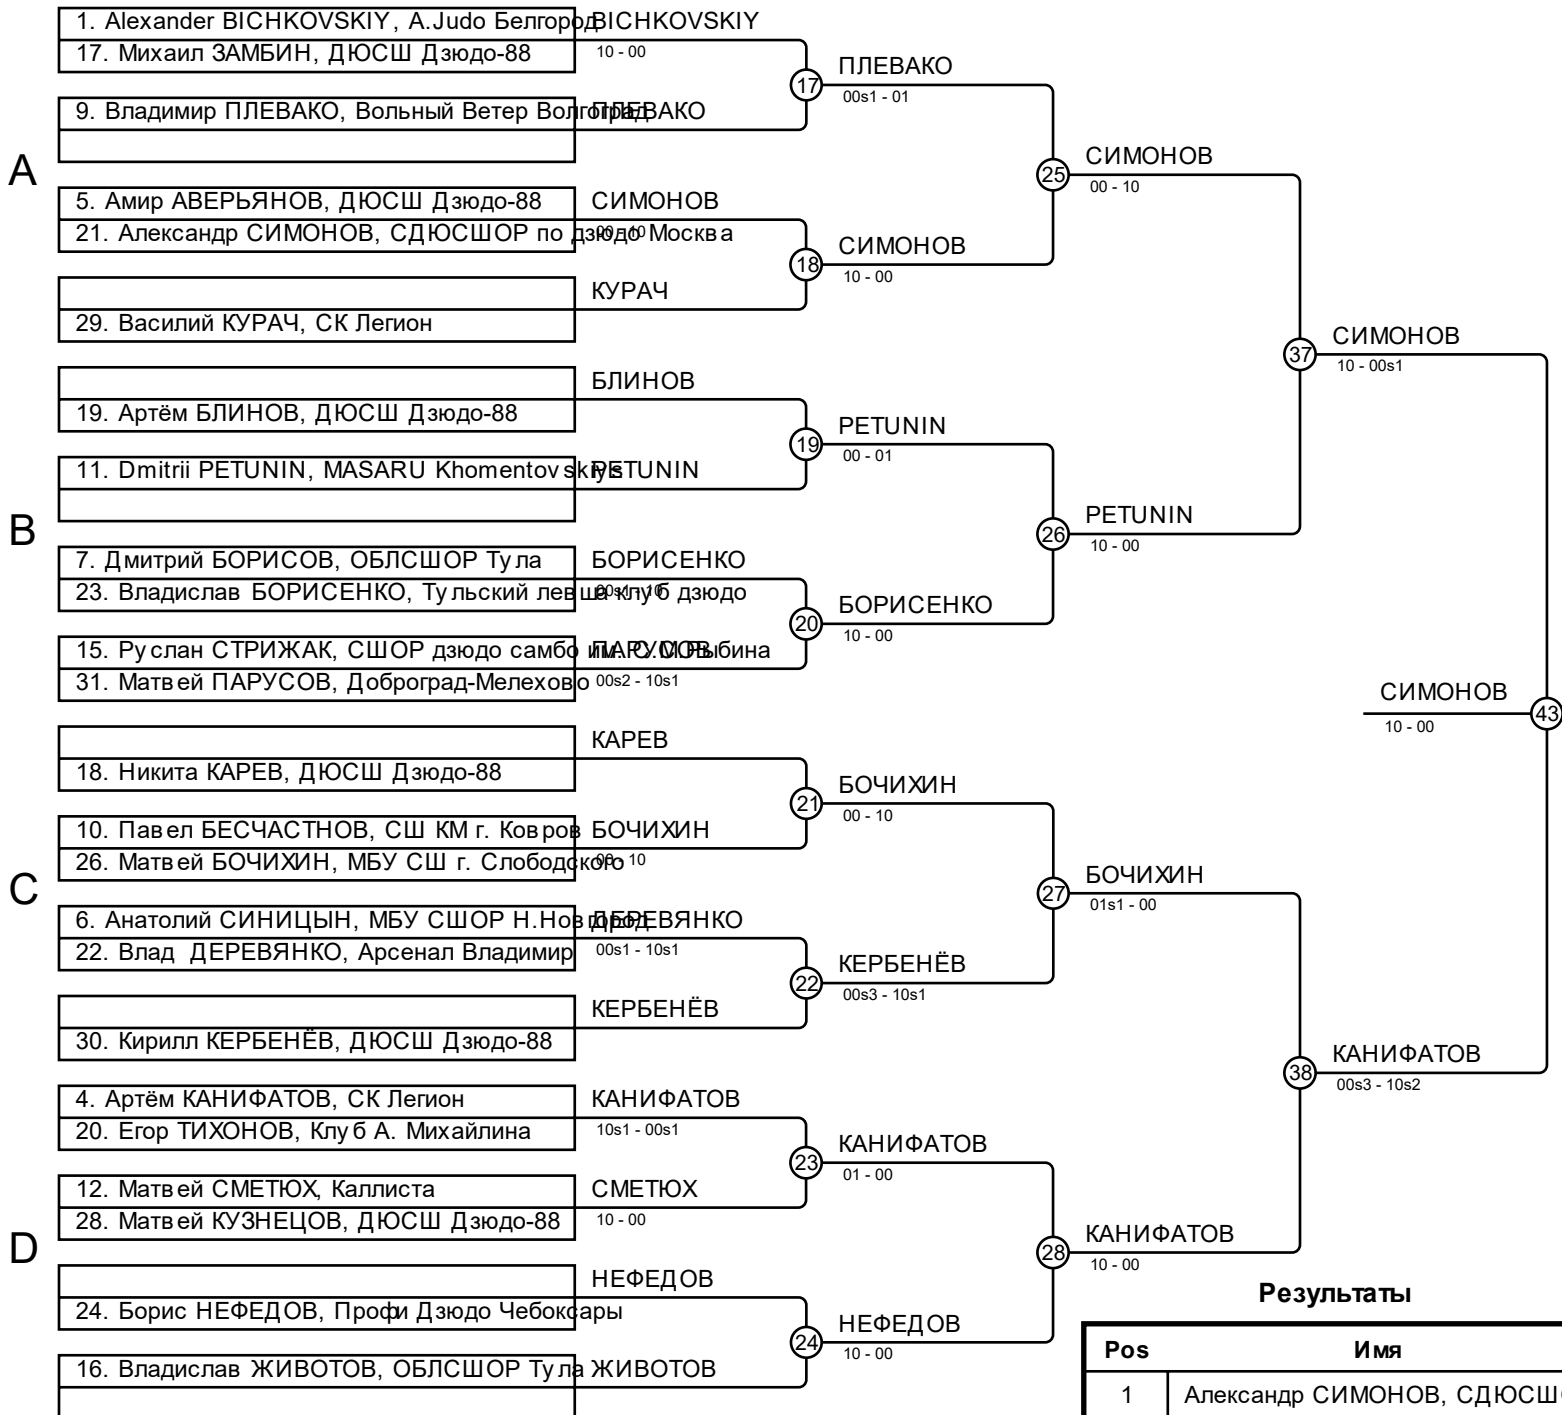 1. Alexander BICHKOVSKIY, A.Judo Белгород
BICHKOVSKIY
17. Михаил ЗАМБИН, ДЮСШ Дзюдо-88
10 - 00
17
ПЛЕВАКО
00s1 - 01
9. Владимир ПЛЕВАКО, Вольный Ветер Волгоград
ПЛЕВАКО
A
25
СИМОНОВ
00 - 10
5. Амир АВЕРЬЯНОВ, ДЮСШ Дзюдо-88
СИМОНОВ
21. Александр СИМОНОВ, СДЮСШОР по дзюдо Москва
00 - 10
18
СИМОНОВ
10 - 00
КУРАЧ
29. Василий КУРАЧ, СК Легион
37
СИМОНОВ
10 - 00s1
БЛИНОВ
19. Артём БЛИНОВ, ДЮСШ Дзюдо-88
19
PETUNIN
00 - 01
11. Dmitrii PETUNIN, MASARU Khomentovskiys
PETUNIN
B
26
PETUNIN
10 - 00
7. Дмитрий БОРИСОВ, ОБЛСШОР Тула
БОРИСЕНКО
23. Владислав БОРИСЕНКО, Тульский левша клуб дзюдо
00s1 - 10
20
БОРИСЕНКО
10 - 00
15. Руслан СТРИЖАК, СШОР дзюдо самбо им. С.М.Рыбина
ПАРУСОВ
31. Матвей ПАРУСОВ, Доброград-Мелехово
00s2 - 10s1
СИМОНОВ
43
10 - 00
КАРЕВ
18. Никита КАРЕВ, ДЮСШ Дзюдо-88
21
БОЧИХИН
00 - 10
10. Павел БЕСЧАСТНОВ, СШ КМ г. Ковров
БОЧИХИН
26. Матвей БОЧИХИН, МБУ СШ г. Слободского
00 - 10
C
27
БОЧИХИН
01s1 - 00
6. Анатолий СИНИЦЫН, МБУ СШОР Н.Новгород
ДЕРЕВЯНКО
22. Влад ДЕРЕВЯНКО, Арсенал Владимир
00s1 - 10s1
22
КЕРБЕНЁВ
00s3 - 10s1
КЕРБЕНЁВ
30. Кирилл КЕРБЕНЁВ, ДЮСШ Дзюдо-88
38
КАНИФАТОВ
00s3 - 10s2
4. Артём КАНИФАТОВ, СК Легион
КАНИФАТОВ
20. Егор ТИХОНОВ, Клуб А. Михайлина
10s1 - 00s1
23
КАНИФАТОВ
01 - 00
12. Матвей СМЕТЮХ, Каллиста
СМЕТЮХ
28. Матвей КУЗНЕЦОВ, ДЮСШ Дзюдо-88
10 - 00
D
28
КАНИФАТОВ
10 - 00
НЕФЕДОВ
24. Борис НЕФЕДОВ, Профи Дзюдо Чебоксары
24
НЕФЕДОВ
10 - 00
16. Владислав ЖИВОТОВ, ОБЛСШОР Тула
ЖИВОТОВ
Результаты
Pos Имя
1 Александр СИМОНОВ, СДЮСШ